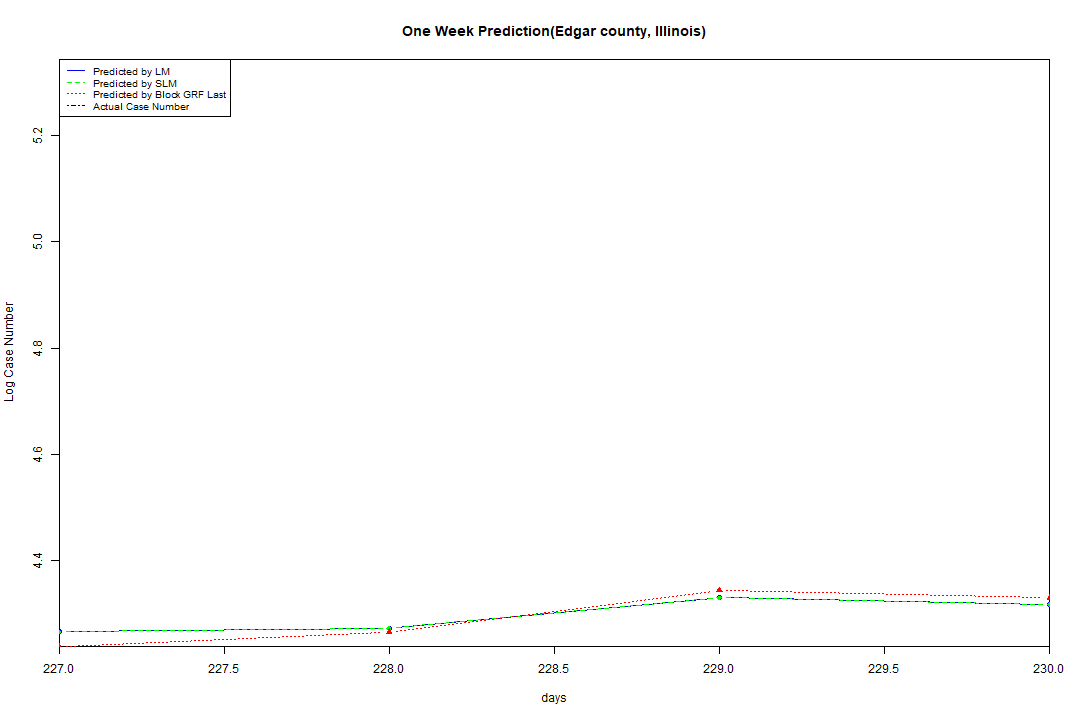 One Week Prediction(Edgar county, Illinois)
Predicted by LM
Predicted by SLM
Predicted by Block GRF Last
Actual Case Number
5.2
5.0
4.8
4.6
4.4
Log Case Number
227.0 227.5 228.0 228.5 229.0 229.5 230.0
days